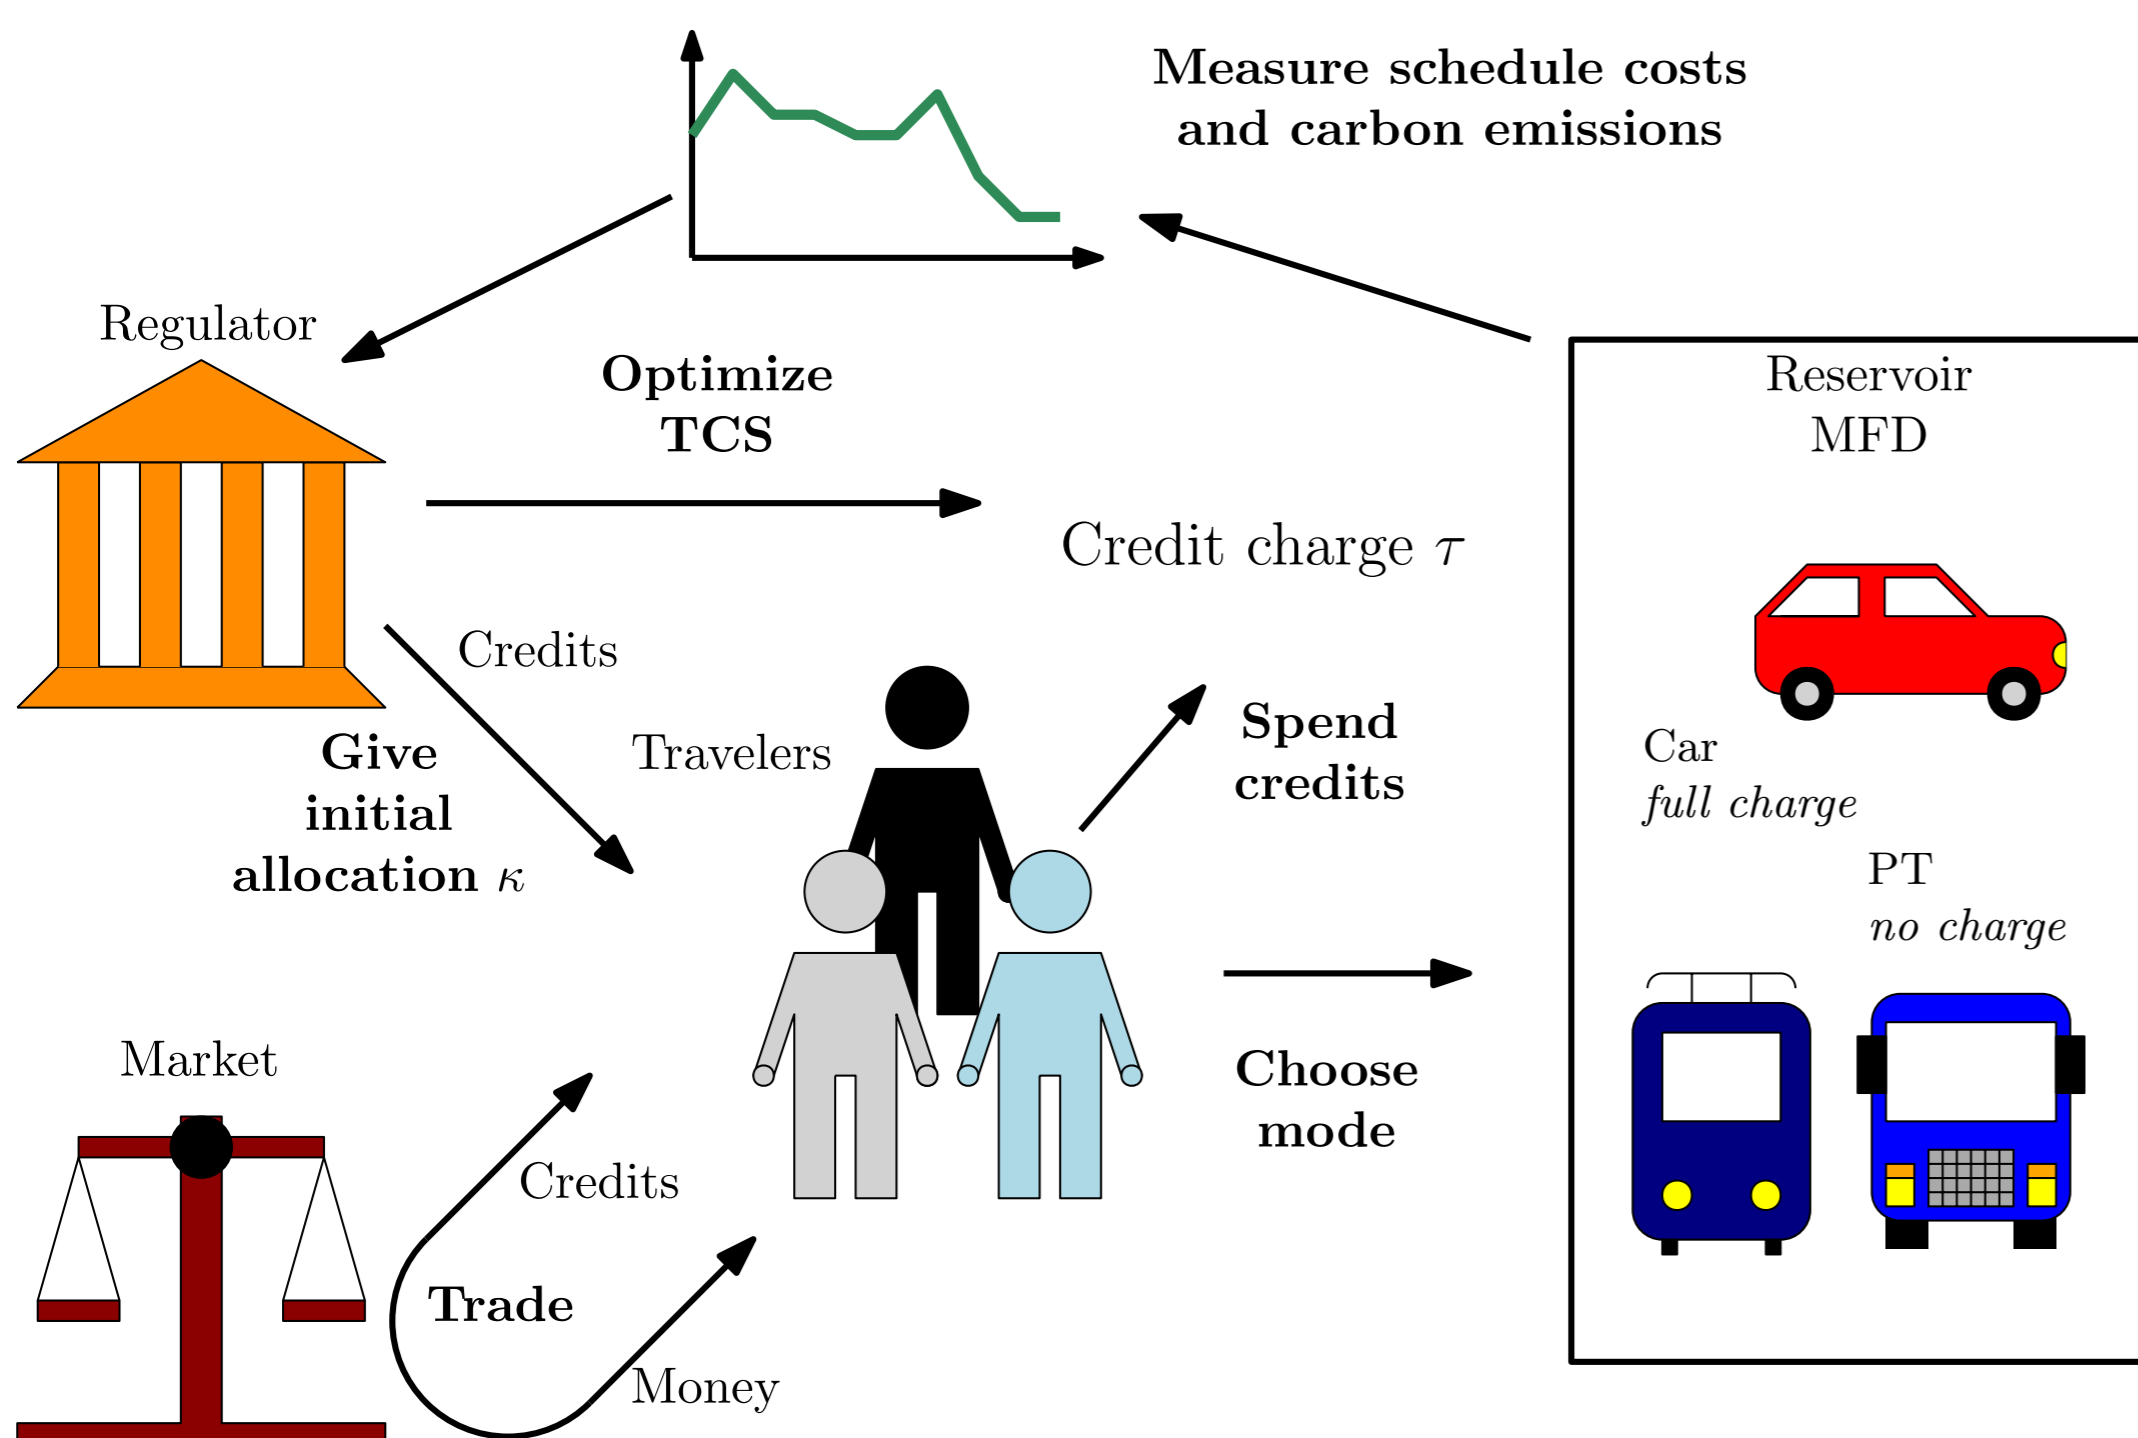 Measure schedule costs
and carbon emissions
Regulator
Optimize
TCS
Reservoir
MFD
Credit charge τ
Credits
Give
initial
allocation κ
Travelers
Spend
credits
Car
full charge
PT
no charge
Market
Choose
mode
Credits
Trade
Money